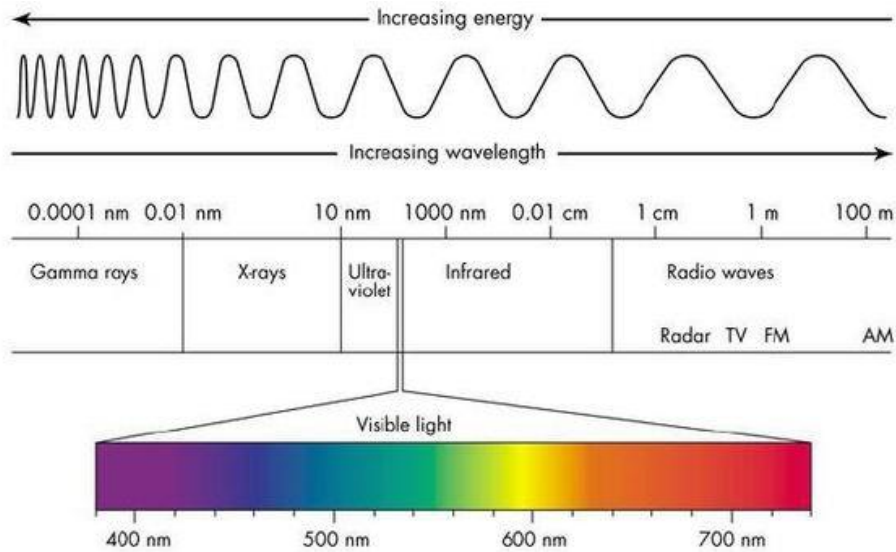 Increasing energy
Increasing wavelength
0.0001 nm 0.01 nm 10 nm 1000 nm 0.01 cm 1 cm 1 m 100 m
Gamma rays X-rays Ultra- Infrared Radio waves
violet
Radar TV FM AM
Visible light
400 nm 500 nm 600 nm 700 nm